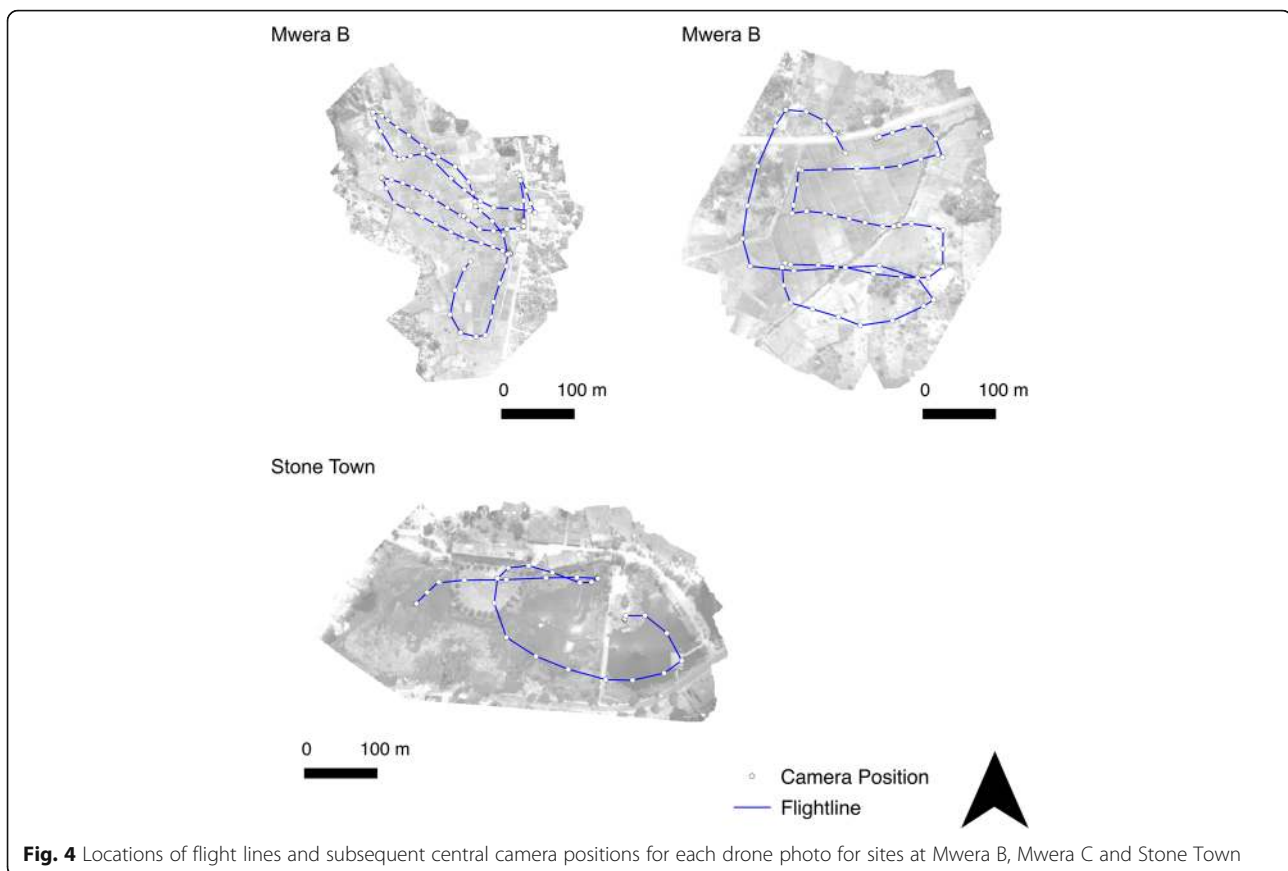 Mwera B
Mwera B
0 100 m
0 100 m
Stone Town
0 100 m
Camera Position
Flightline
Fig. 4 Locations of flight lines and subsequent central camera positions for each drone photo for sites at Mwera B, Mwera C and Stone Town